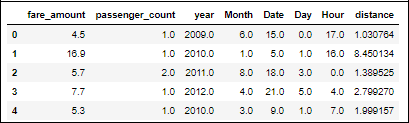 fare_amount passenger_count year Month Date Day Hour distance
0 4.5 1.0 2009.0 6.0 15.0 0.0 17.0 1.030764
1 16.9 1.0 2010.0 1.0 5.0 1.0 16.0 8.450134
2 5.7 2.0 2011.0 8.0 18.0 3.0 0.0 1.389525
3 7.7 1.0 2012.0 4.0 21.0 5.0 4.0 2.799270
4 5.3 1.0 2010.0 3.0 9.0 1.0 7.0 1.999157